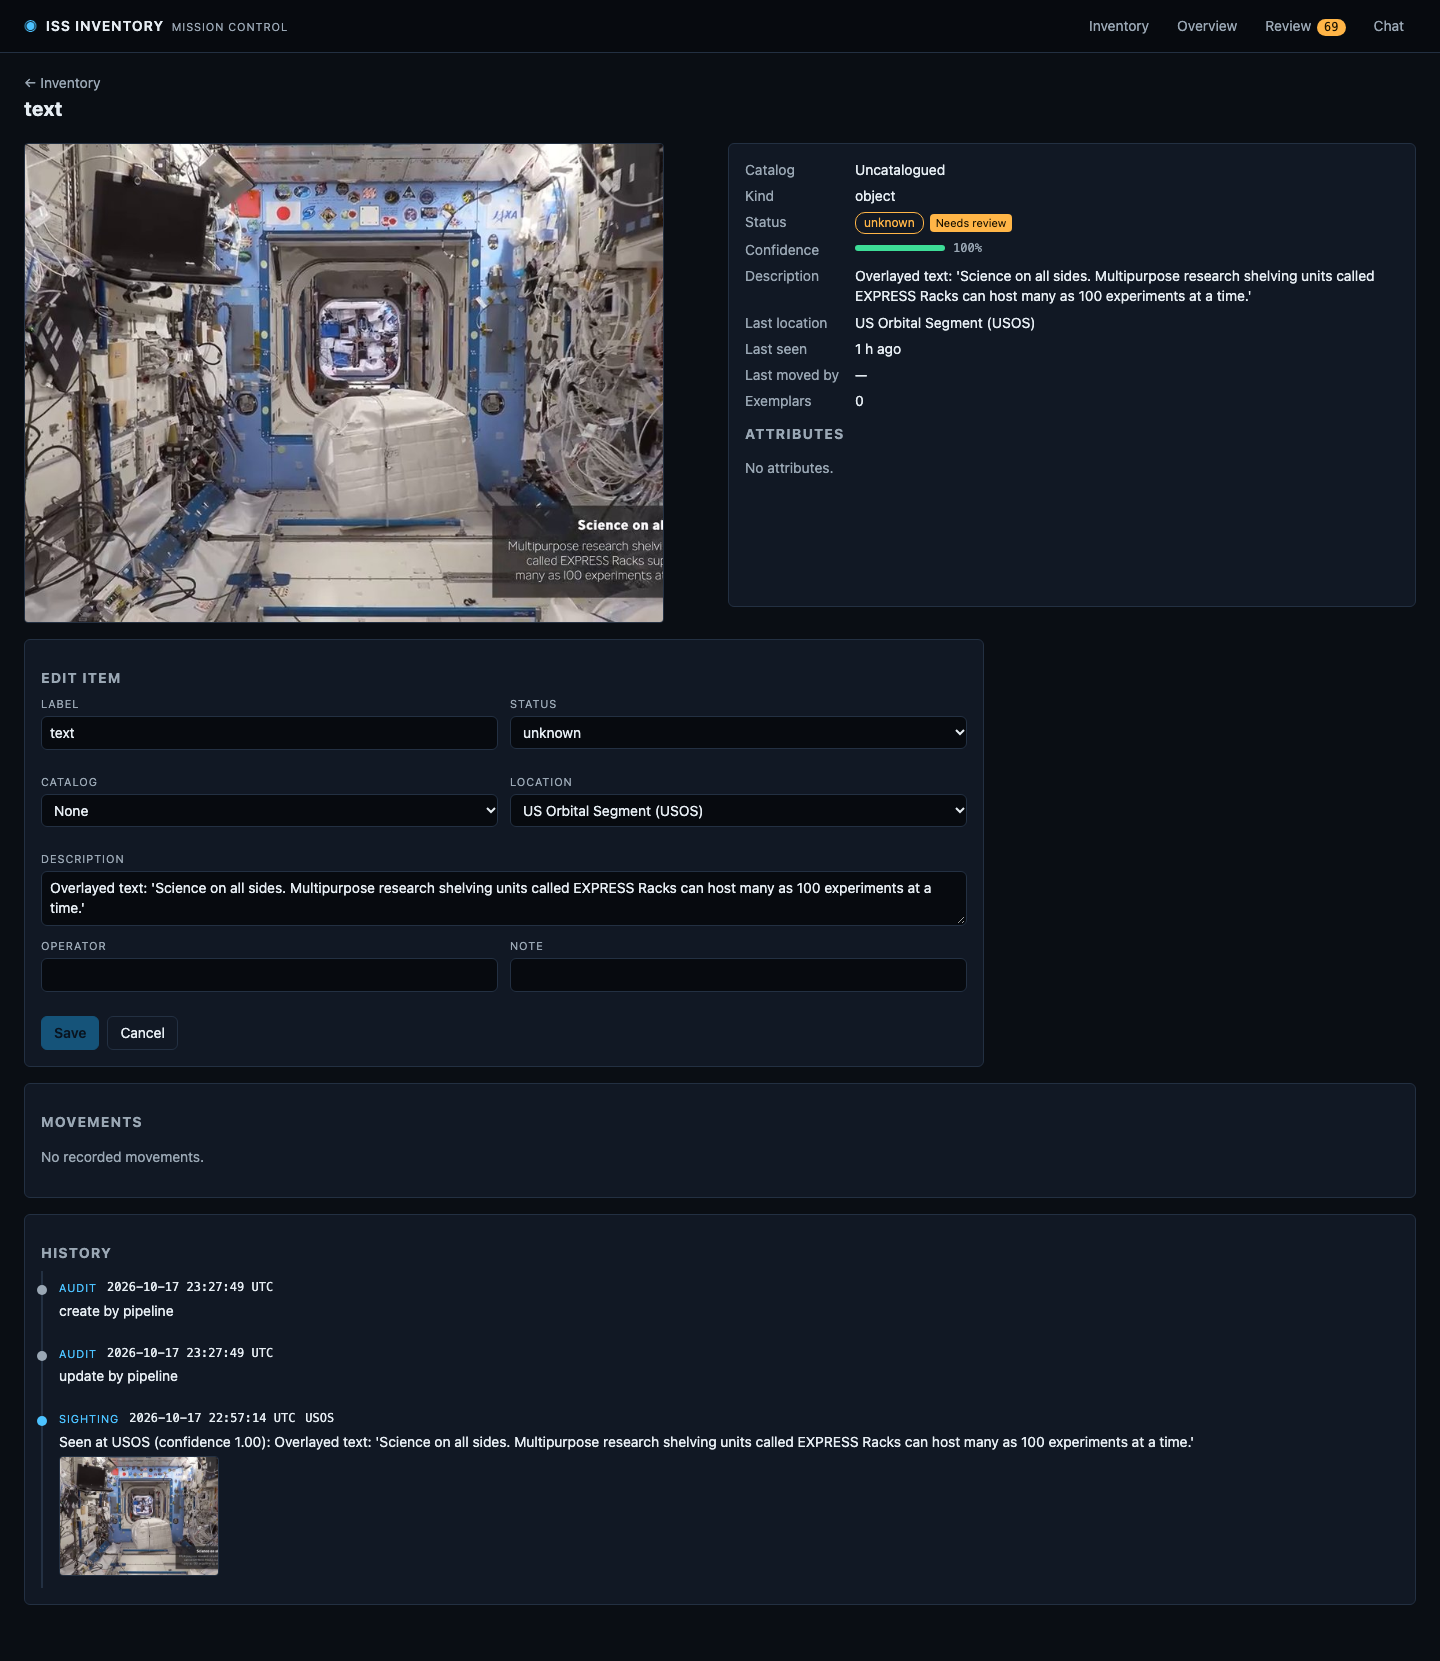 ISS INVENTORY MISSION CONTROL
Inventory
Overview
Review 69
Chat
← Inventory
text
JAXA
Science on al
Multipurpose research shelvi
called EXPRESS Racks sup
many as 100 experiments at
Catalog Uncatalogued
Kind object
Status unknown Needs review
Confidence 100%
Description Overlayed text: 'Science on all sides. Multipurpose research shelving units called
EXPRESS Racks can host many as 100 experiments at a time.'
Last location US Orbital Segment (USOS)
Last seen 1 h ago
Last moved by —
Exemplars 0
ATTRIBUTES
No attributes.
EDIT ITEM
LABEL
text
STATUS
unknown
CATALOG
None
LOCATION
US Orbital Segment (USOS)
DESCRIPTION
Overlayed text: 'Science on all sides. Multipurpose research shelving units called EXPRESS Racks can host many as 100 experiments at a
time.'
OPERATOR
NOTE
Save
Cancel
MOVEMENTS
No recorded movements.
HISTORY
AUDIT 2026-10-17 23:27:49 UTC
create by pipeline
AUDIT 2026-10-17 23:27:49 UTC
update by pipeline
SIGHTING 2026-10-17 22:57:14 UTC USOS
Seen at USOS (confidence 1.00): Overlayed text: 'Science on all sides. Multipurpose research shelving units called EXPRESS Racks can host many as 100 experiments at a time.'
Science on al